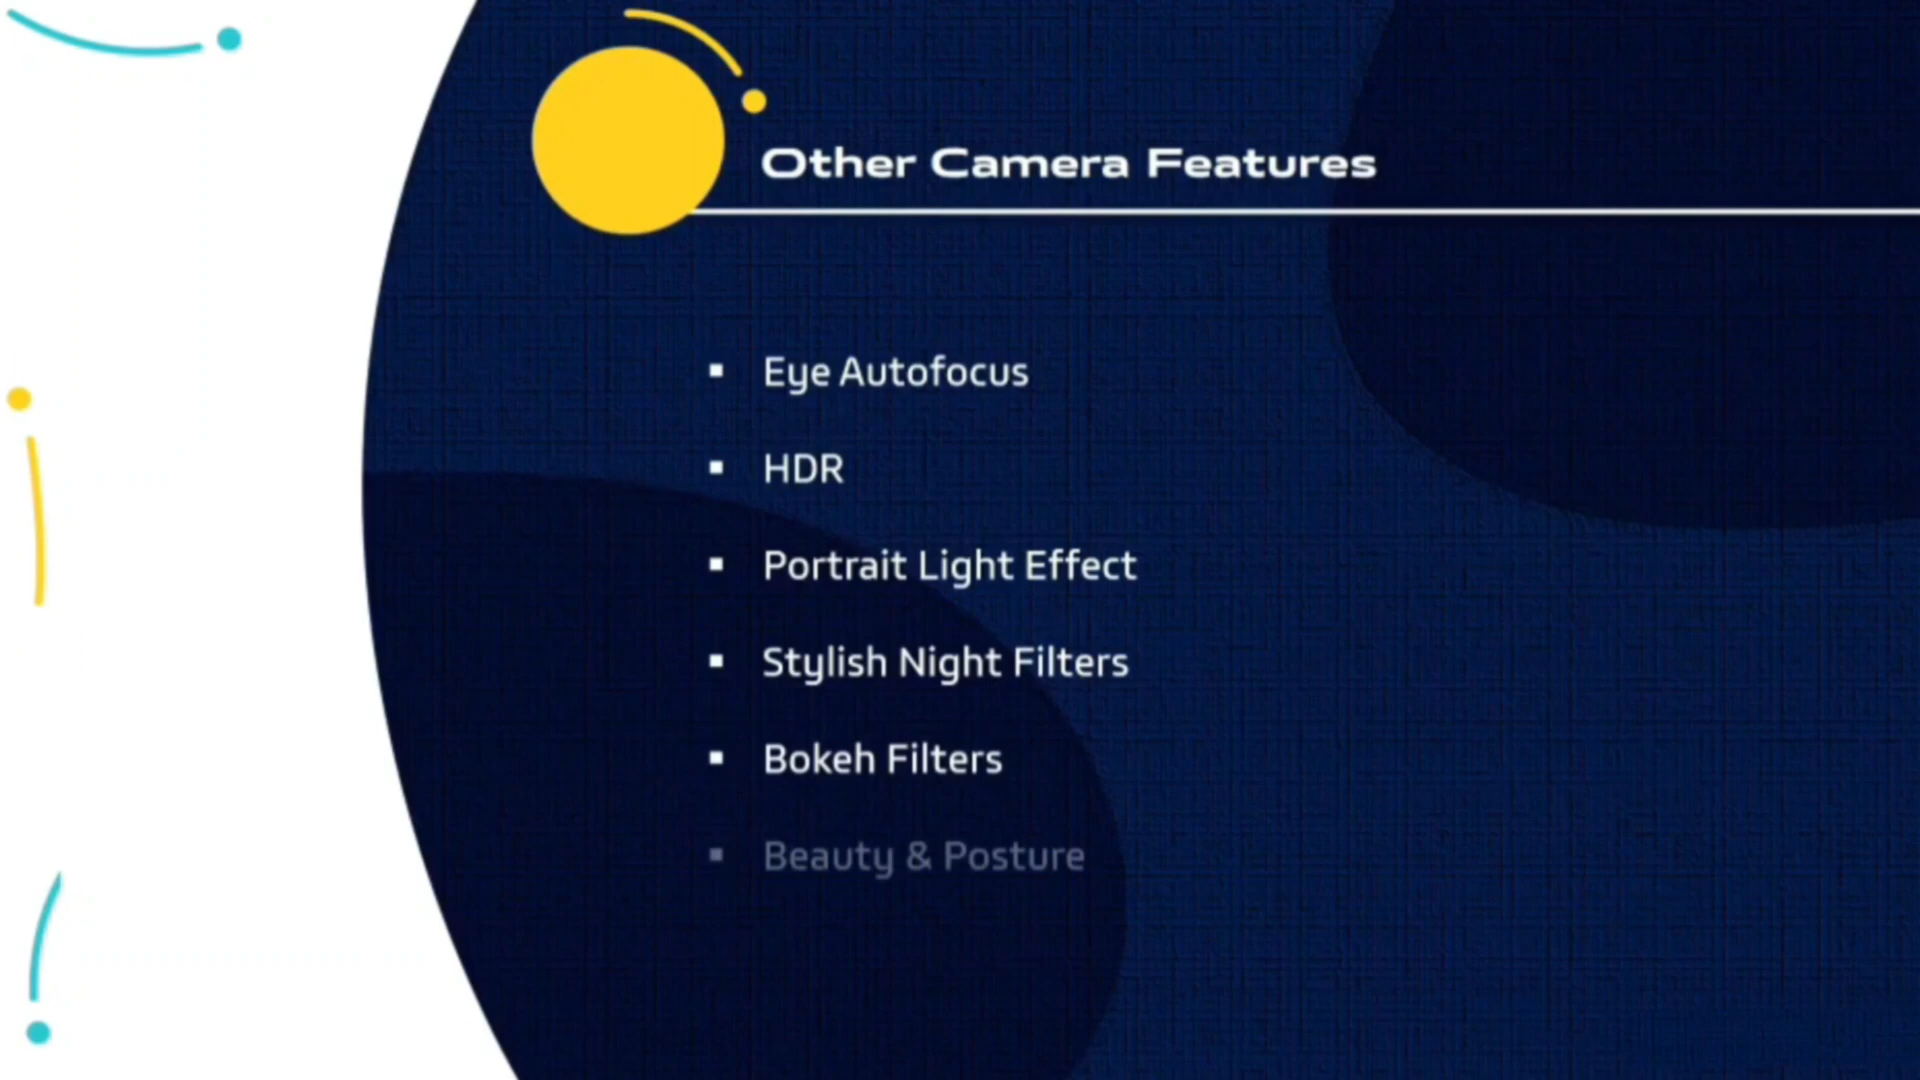 Other Camera Features
Eye Autofocus
HDR
Portrait Light Effect
Stylish Night Filters
Bokeh Filters
Beauty & Posture